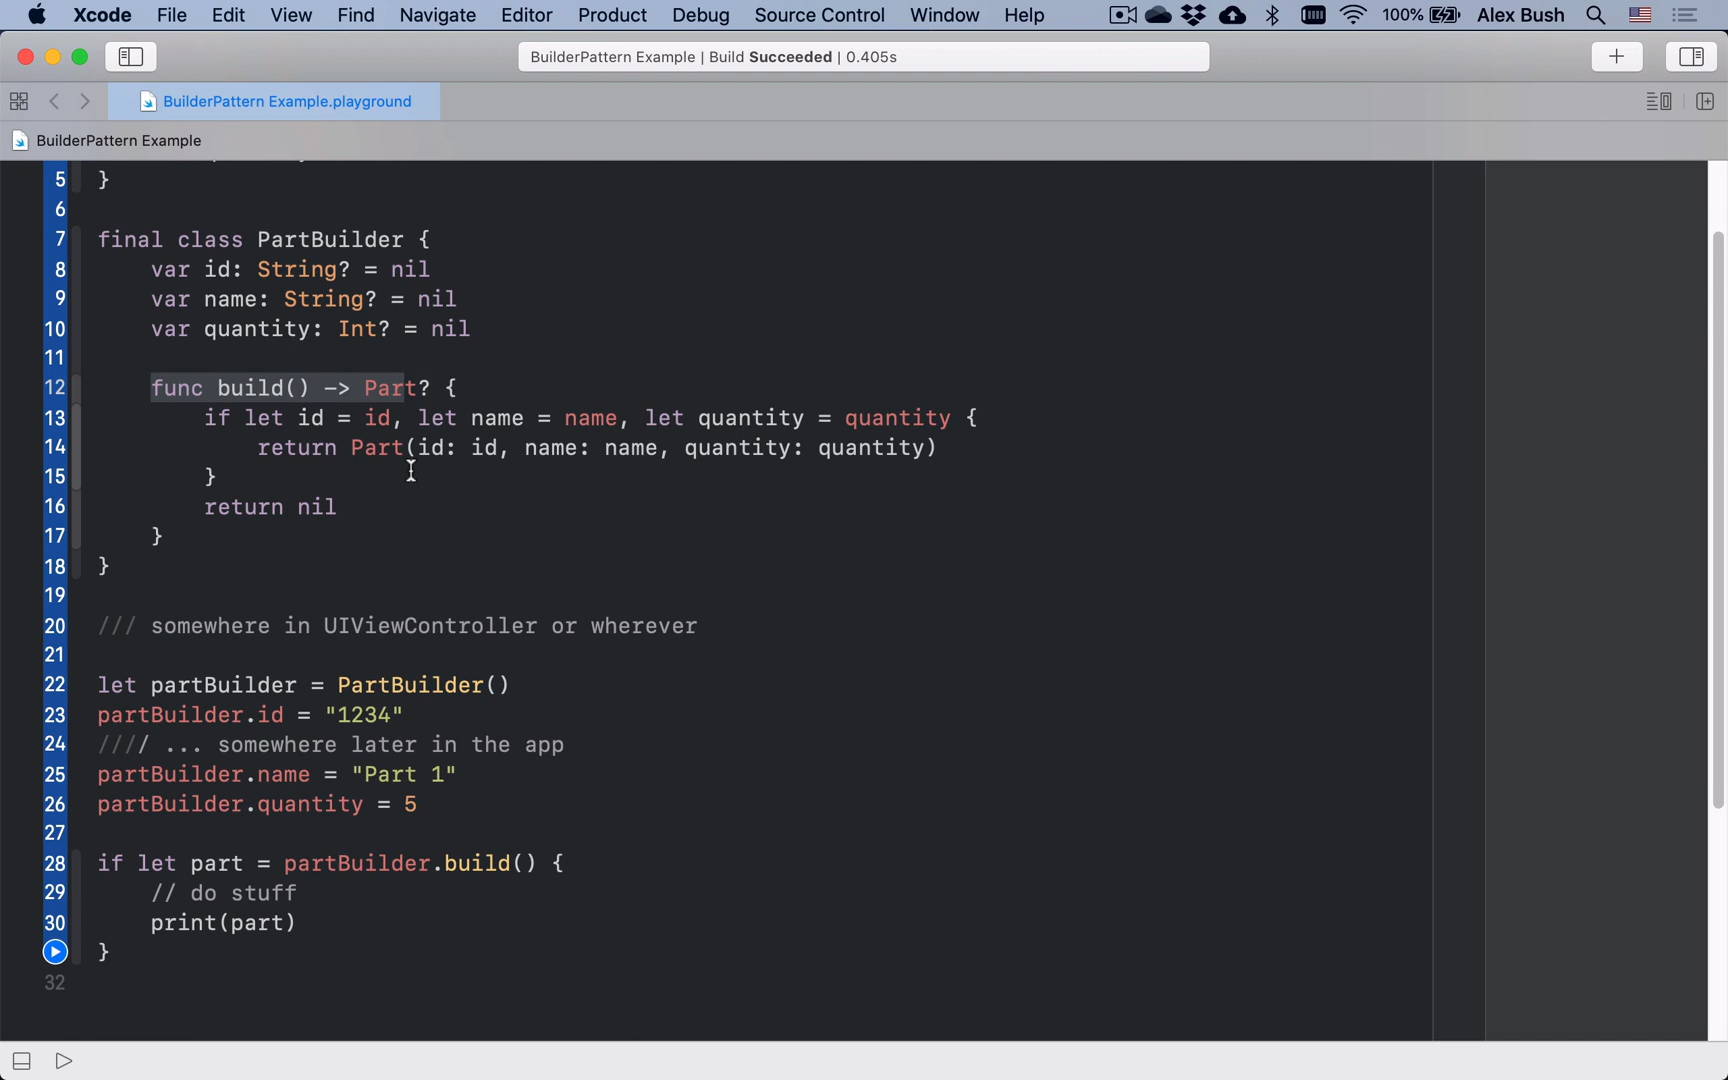 Xcode File Edit View Find Navigate Editor Product Debug Source Control Window Help 100% Alex Bush
BuilderPattern Example | Build Succeeded | 0.405s
BuilderPattern Example.playground
BuilderPattern Example
5 }
6
7 final class PartBuilder {
8 var id: String? = nil
9 var name: String? = nil
10 var quantity: Int? = nil
11
12 func build() -> Part? {
13 if let id = id, let name = name, let quantity = quantity {
14 return Part(id: id, name: name, quantity: quantity)
15 }
16 return nil
17 }
18 }
19
20 /// somewhere in UIViewController or wherever
21
22 let partBuilder = PartBuilder()
23 partBuilder.id = "1234"
24 //// ... somewhere later in the app
25 partBuilder.name = "Part 1"
26 partBuilder.quantity = 5
27
28 if let part = partBuilder.build() {
29 // do stuff
30 print(part)
}
32